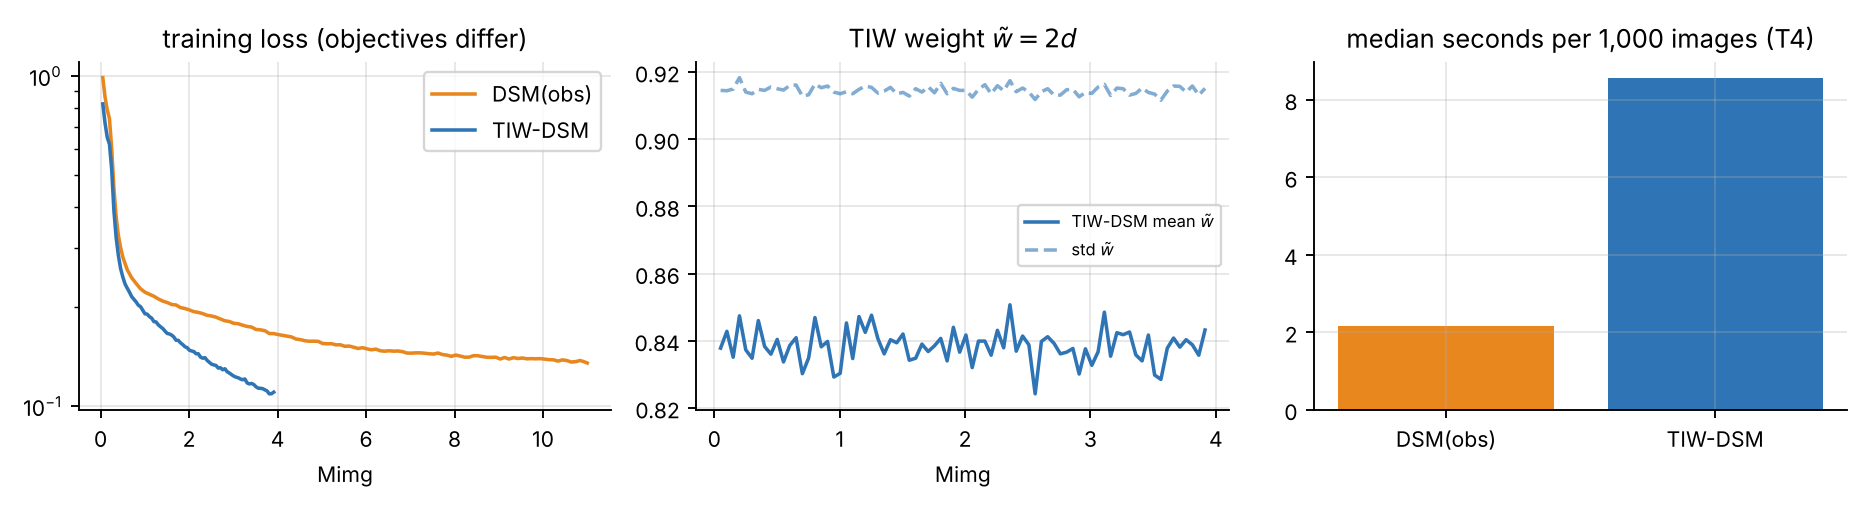 training loss (objectives differ)
10⁰
10⁻¹
DSM(obs)
TIW-DSM
0 2 4 6 8 10
Mimg
TIW weight w̃ = 2d
0.92
0.90
0.88
0.86
0.84
0.82
TIW-DSM mean w̃
std w̃
0 1 2 3 4
Mimg
median seconds per 1,000 images (T4)
8
6
4
2
0
DSM(obs) TIW-DSM